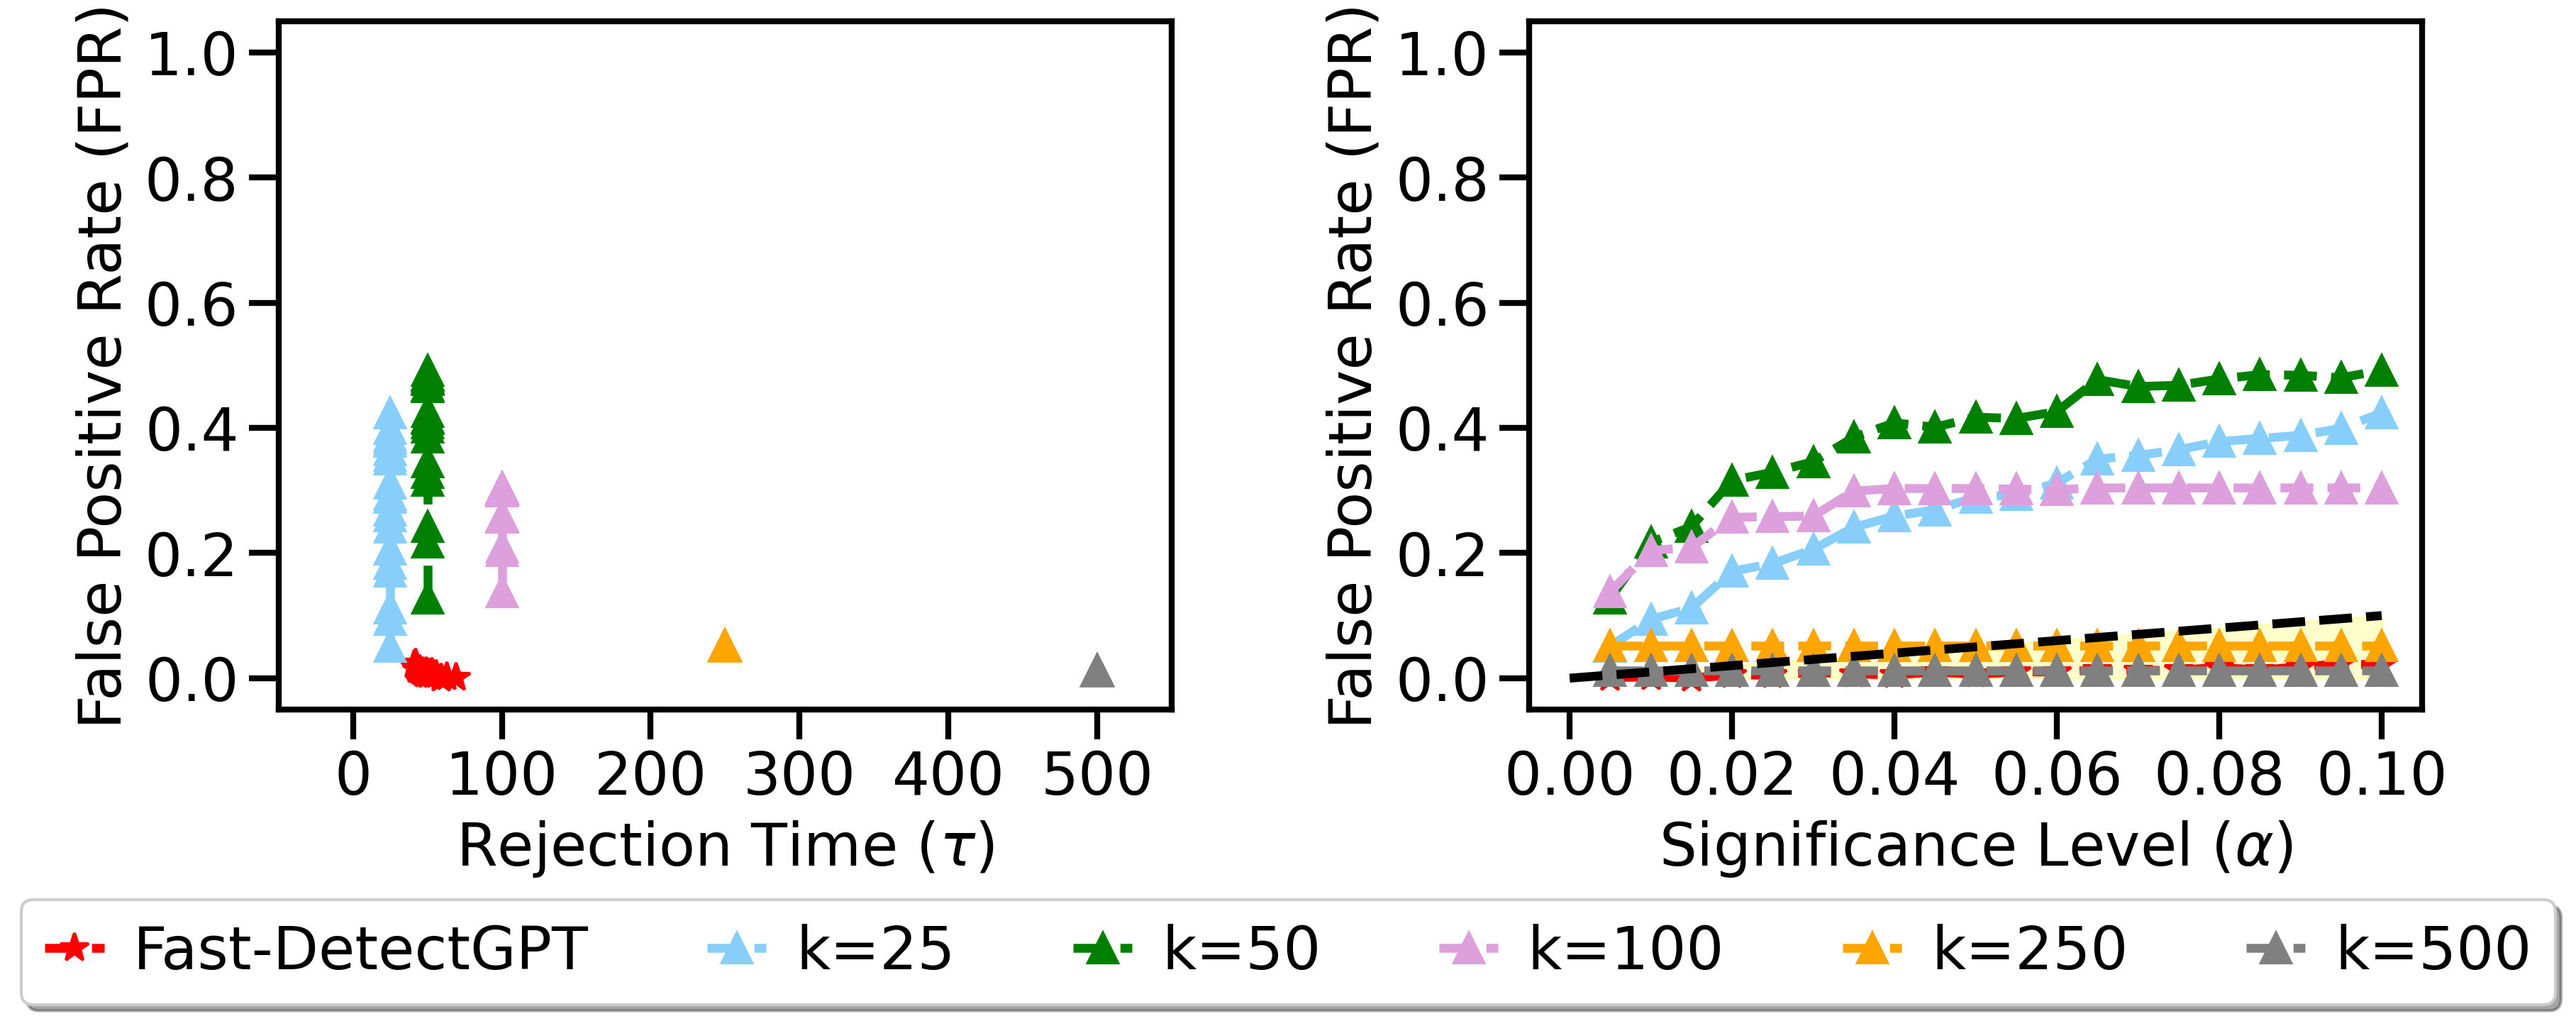 False Positive Rate (FPR)
1.0
0.8
0.6
0.4
0.2
0.0
0 100 200 300 400 500
Rejection Time (τ)
False Positive Rate (FPR)
1.0
0.8
0.6
0.4
0.2
0.0
0.00 0.02 0.04 0.06 0.08 0.10
Significance Level (α)
Fast-DetectGPT k=25 k=50 k=100 k=250 k=500